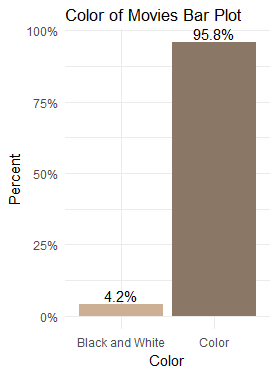 Color of Movies Bar Plot
100%
95.8%
75%
Percent
50%
25%
4.2%
0%
Black and White
Color
Color